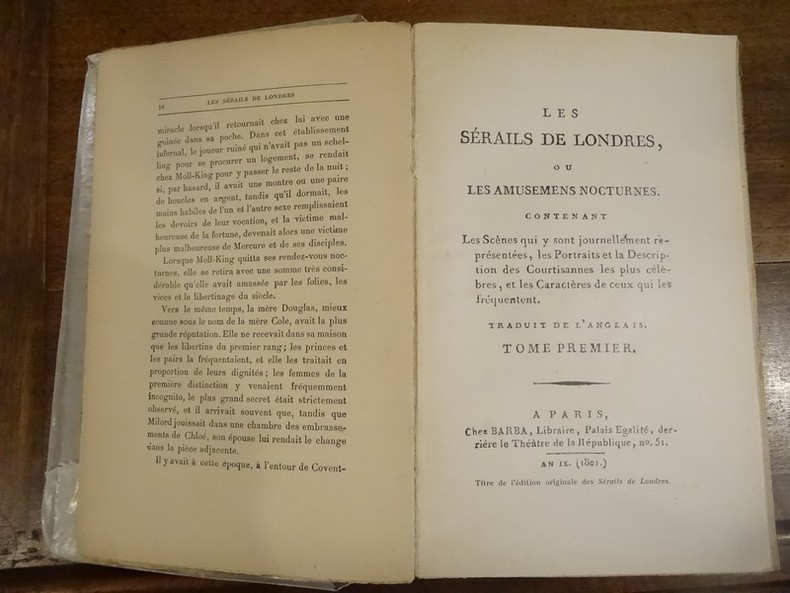 16 LES SÉRAILS DE LONDRES
miracle lorsqu'il retournait chez lui avec une
guinée dans sa poche. Dans cet établissement
infernal, le joueur ruiné qui n'avait pas un schel-
ling pour se procurer un logement, se rendait
chez Moll-King pour y passer le reste de la nuit ;
si, par hasard, il avait une montre ou une paire
de boucles en argent, tandis qu'il dormait, les
mains habiles de l'un et l'autre sexe remplissaient
les devoirs de leur vocation, et la victime mal-
heureuse de la fortune, devenait alors une victime
plus malheureuse de Mercure et de ses disciples.
Lorsque Moll-King quitta ses rendez-vous noc-
turnes, elle se retira avec une somme très consi-
dérable qu'elle avait amassée par les folies, les
vices et le libertinage du siècle.
Vers le même temps, la mère Douglas, mieux
connue sous le nom de la mère Cole, avait la plus
grande réputation. Elle ne recevait dans sa maison
que les libertins du premier rang ; les princes et
les pairs la fréquentaient, et elle les traitait en
proportion de leurs dignités ; les femmes de la
première distinction y venaient fréquemment
incognito, le plus grand secret était strictement
observé, et il arrivait souvent que, tandis que
Milord jouissait dans une chambre des embrasse-
ments de Chloé, son épouse lui rendait le change
dans la pièce adjacente.
Il y avait à cette époque, à l'entour de Covent-
LES
SÉRAILS DE LONDRES,
OU
LES AMUSEMENS NOCTURNES.
CONTENANT
Les Scènes qui y sont journellement re-
présentées, les Portraits et la Descrip-
tion des Courtisannes les plus célè-
bres, et les Caractères de ceux qui les
fréquentent.
TRADUIT DE L'ANGLAIS.
TOME PREMIER.
A PARIS,
Chez BARBA, Libraire, Palais Egalité, der-
rière le Théâtre de la République, no. 51.
AN IX. (1801.)
Titre de l'édition originale des Sérails de Londres.